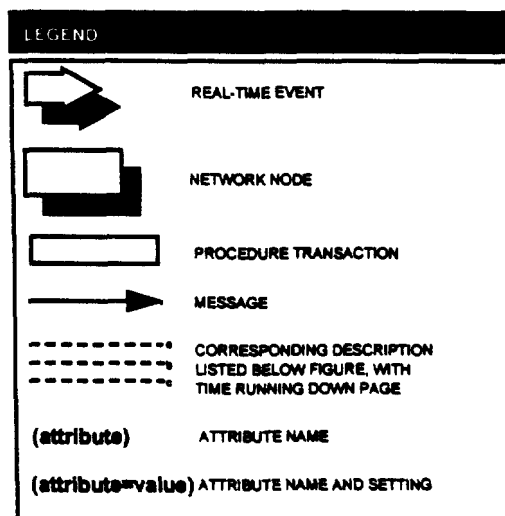 LEGEND
REAL-TIME EVENT
NETWORK NODE
PROCEDURE TRANSACTION
MESSAGE
CORRESPONDING DESCRIPTION
LISTED BELOW FIGURE, WITH
TIME RUNNING DOWN PAGE
(attribute) ATTRIBUTE NAME
(attribute=value) ATTRIBUTE NAME AND SETTING